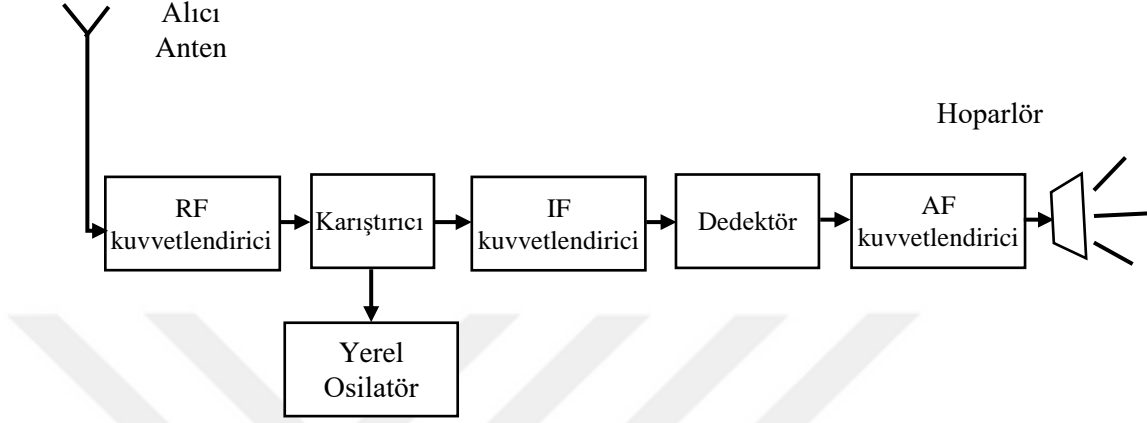 Alıcı
Anten
Hoparlör
RF
kuvvetlendirici
Karıştırıcı
IF
kuvvetlendirici
Dedektör
AF
kuvvetlendirici
Yerel
Osilatör